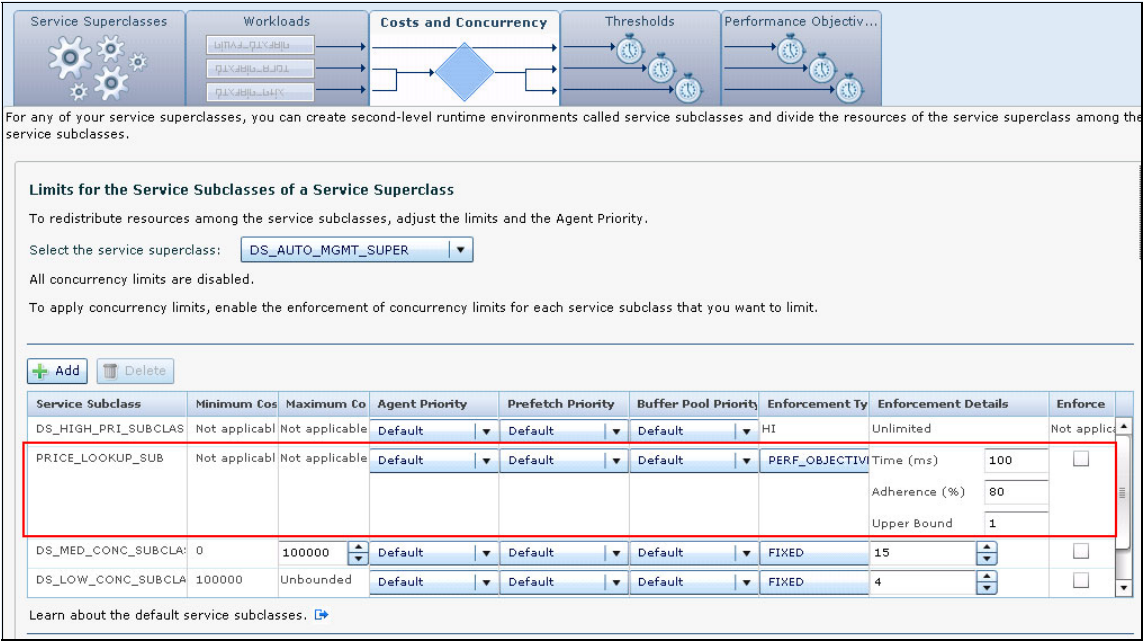 Service Superclasses
Workloads
Costs and Concurrency
Thresholds
Performance Objectiv...
For any of your service superclasses, you can create second-level runtime environments called service subclasses and divide the resources of the service superclass among the
service subclasses.
Limits for the Service Subclasses of a Service Superclass
To redistribute resources among the service subclasses, adjust the limits and the Agent Priority.
Select the service superclass: DS_AUTO_MGMT_SUPER
All concurrency limits are disabled.
To apply concurrency limits, enable the enforcement of concurrency limits for each service subclass that you want to limit.
Add Delete
Service Subclass Minimum Cos Maximum Co Agent Priority Prefetch Priority Buffer Pool Priority Enforcement Ty Enforcement Details Enforce
DS_HIGH_PRI_SUBCLAS Not applicabl Not applicable Default Default Default HI Unlimited Not applica
PRICE_LOOKUP_SUB Not applicabl Not applicable Default Default Default PERF_OBJECTIVE Time (ms) 100
Adherence (%) 80
Upper Bound 1
DS_MED_CONC_SUBCLA 0 100000 Default Default Default FIXED 15
DS_LOW_CONC_SUBCLA 100000 Unbounded Default Default Default FIXED 4
Learn about the default service subclasses.